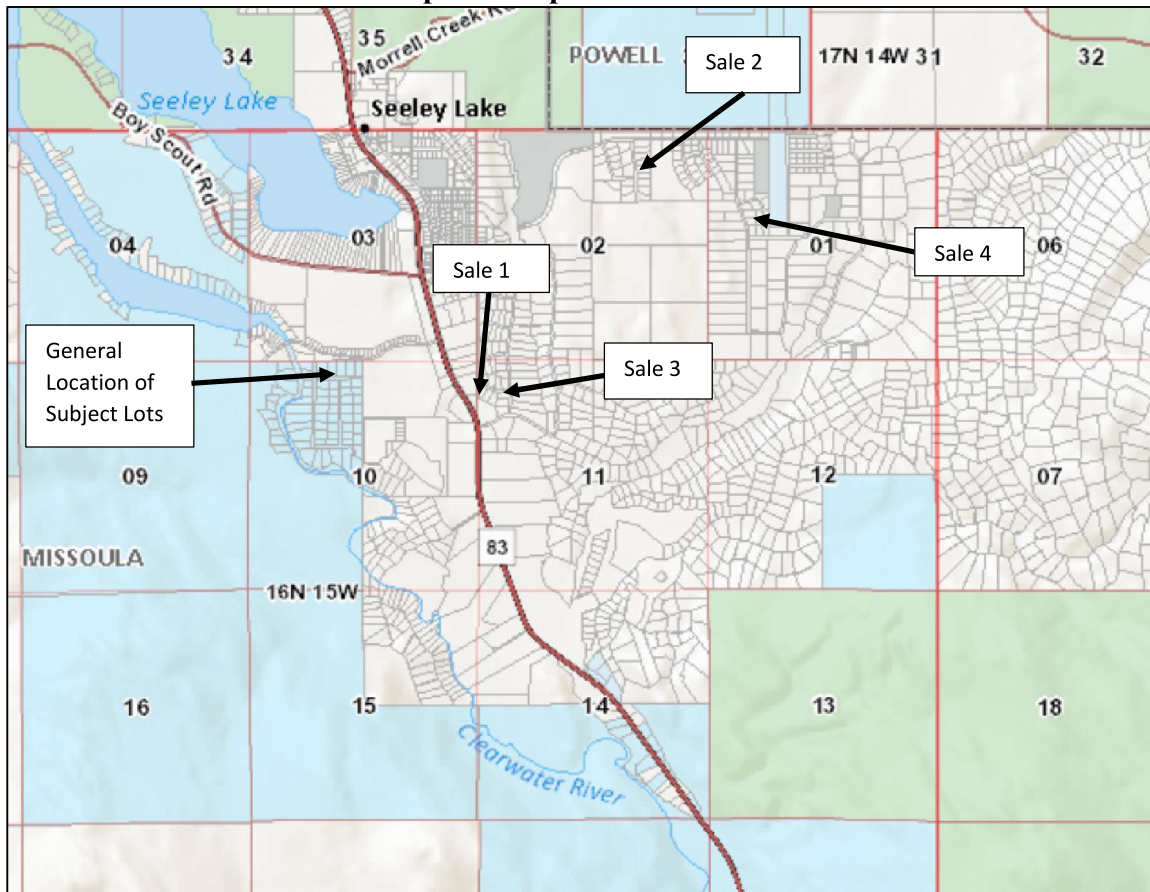 34
35
Morrell Creek
POWELL
17N 14W 31
32
Sale 2
Seeley Lake
Seeley Lake
Boy Scout Rd
04
03
02
01
06
Sale 1
Sale 4
General
Location of
Subject Lots
Sale 3
09
10
11
12
07
MISSOULA
83
16N 15W
16
15
14
13
18
Clearwater River